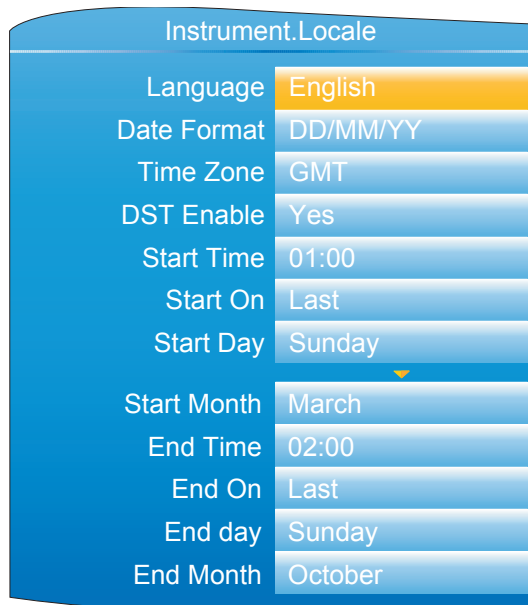 Instrument.Locale
Language English
Date Format DD/MM/YY
Time Zone GMT
DST Enable Yes
Start Time 01:00
Start On Last
Start Day Sunday
Start Month March
End Time 02:00
End On Last
End day Sunday
End Month October